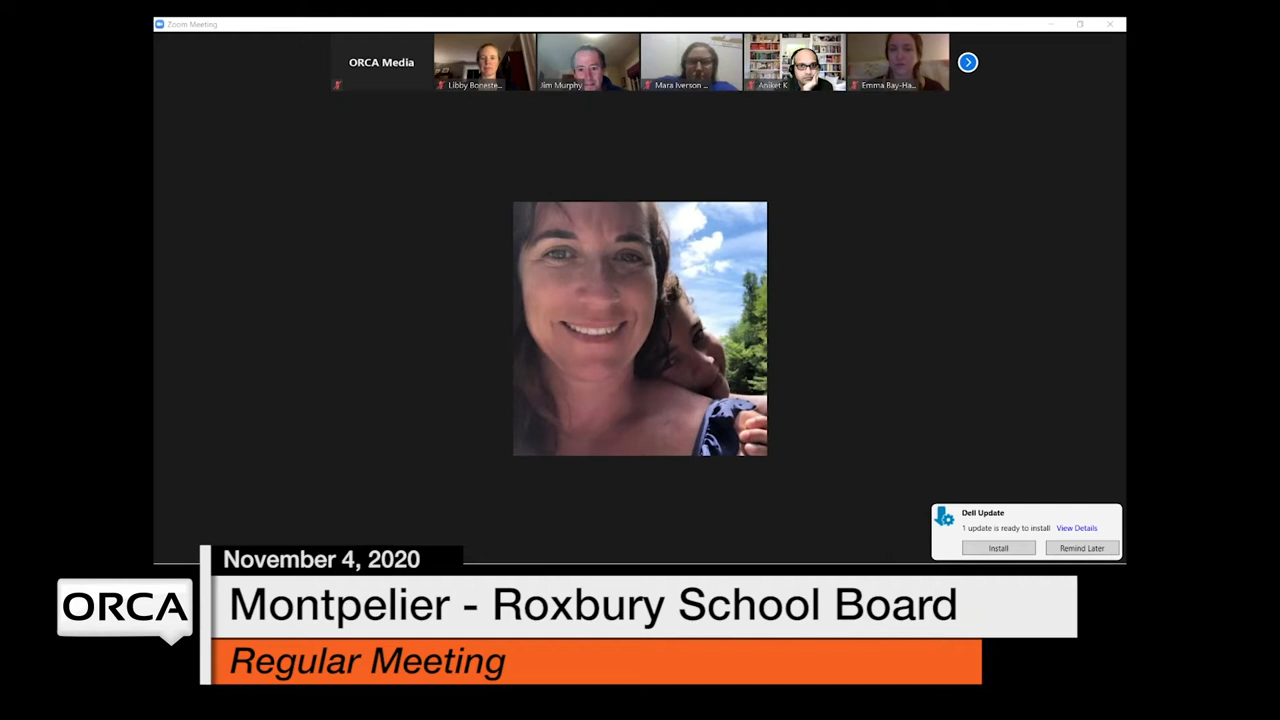 Zoom Meeting
ORCA Media
Libby Boneste...
Jim Murphy
Mara Iverson ...
Aniket K
Emma Bay-Ha...
Dell Update
1 update is ready to install View Details
Install Remind Later
November 4, 2020
ORCA
Montpelier - Roxbury School Board
Regular Meeting